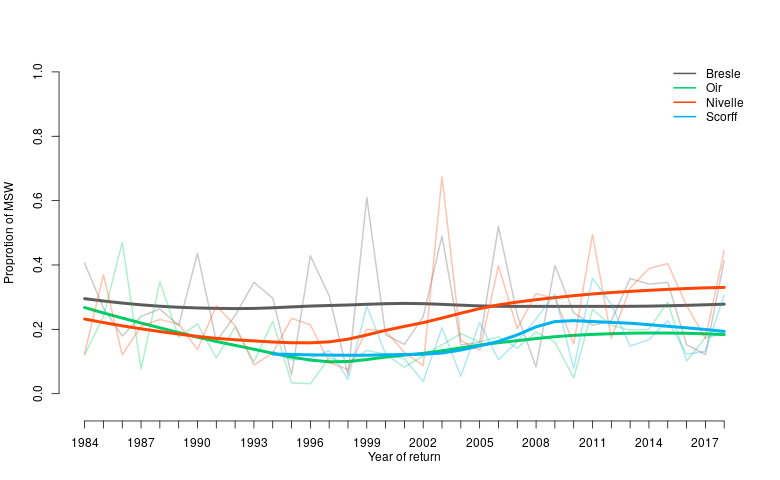 Bresle
Oir
Nivelle
Scorff
Proprotion of MSW
1.0
0.8
0.6
0.4
0.2
0.0
1984 1987 1990 1993 1996 1999 2002 2005 2008 2011 2014 2017
Year of return